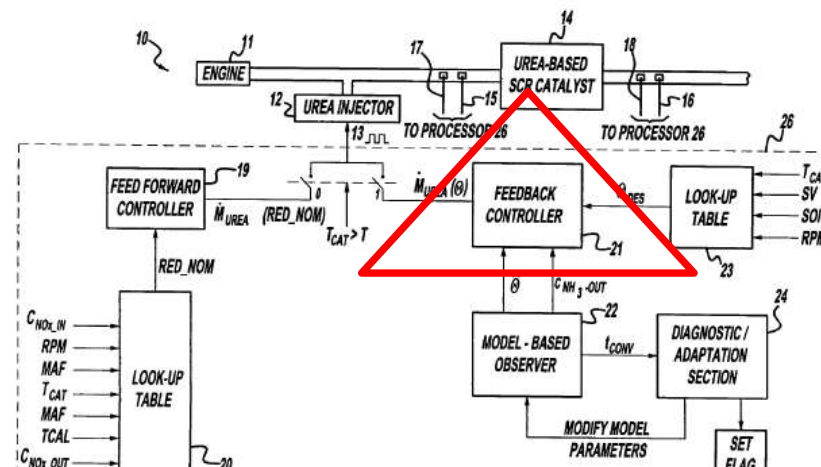 10
11
ENGINE
12
UREA INJECTOR
13
17
15
TO PROCESSOR 26
14
UREA-BASED
SCR CATALYST
18
16
TO PROCESSOR 26
26
19
FEED FORWARD
CONTROLLER
ṀUREA
(RED_NOM)
0
1
TCAT>T
ṀUREA (Θ)
FEEDBACK
CONTROLLER
21
ΘDES
LOOK-UP
TABLE
23
SV
RPM
RED_NOM
CNOx_IN
RPM
MAF
TCAT
MAF
TCAL
CNOx_OUT
LOOK-UP
TABLE
20
Θ
CNH3-OUT
22
MODEL-BASED
OBSERVER
tCONV
24
DIAGNOSTIC /
ADAPTATION
SECTION
MODIFY MODEL
PARAMETERS
SET
FLAG